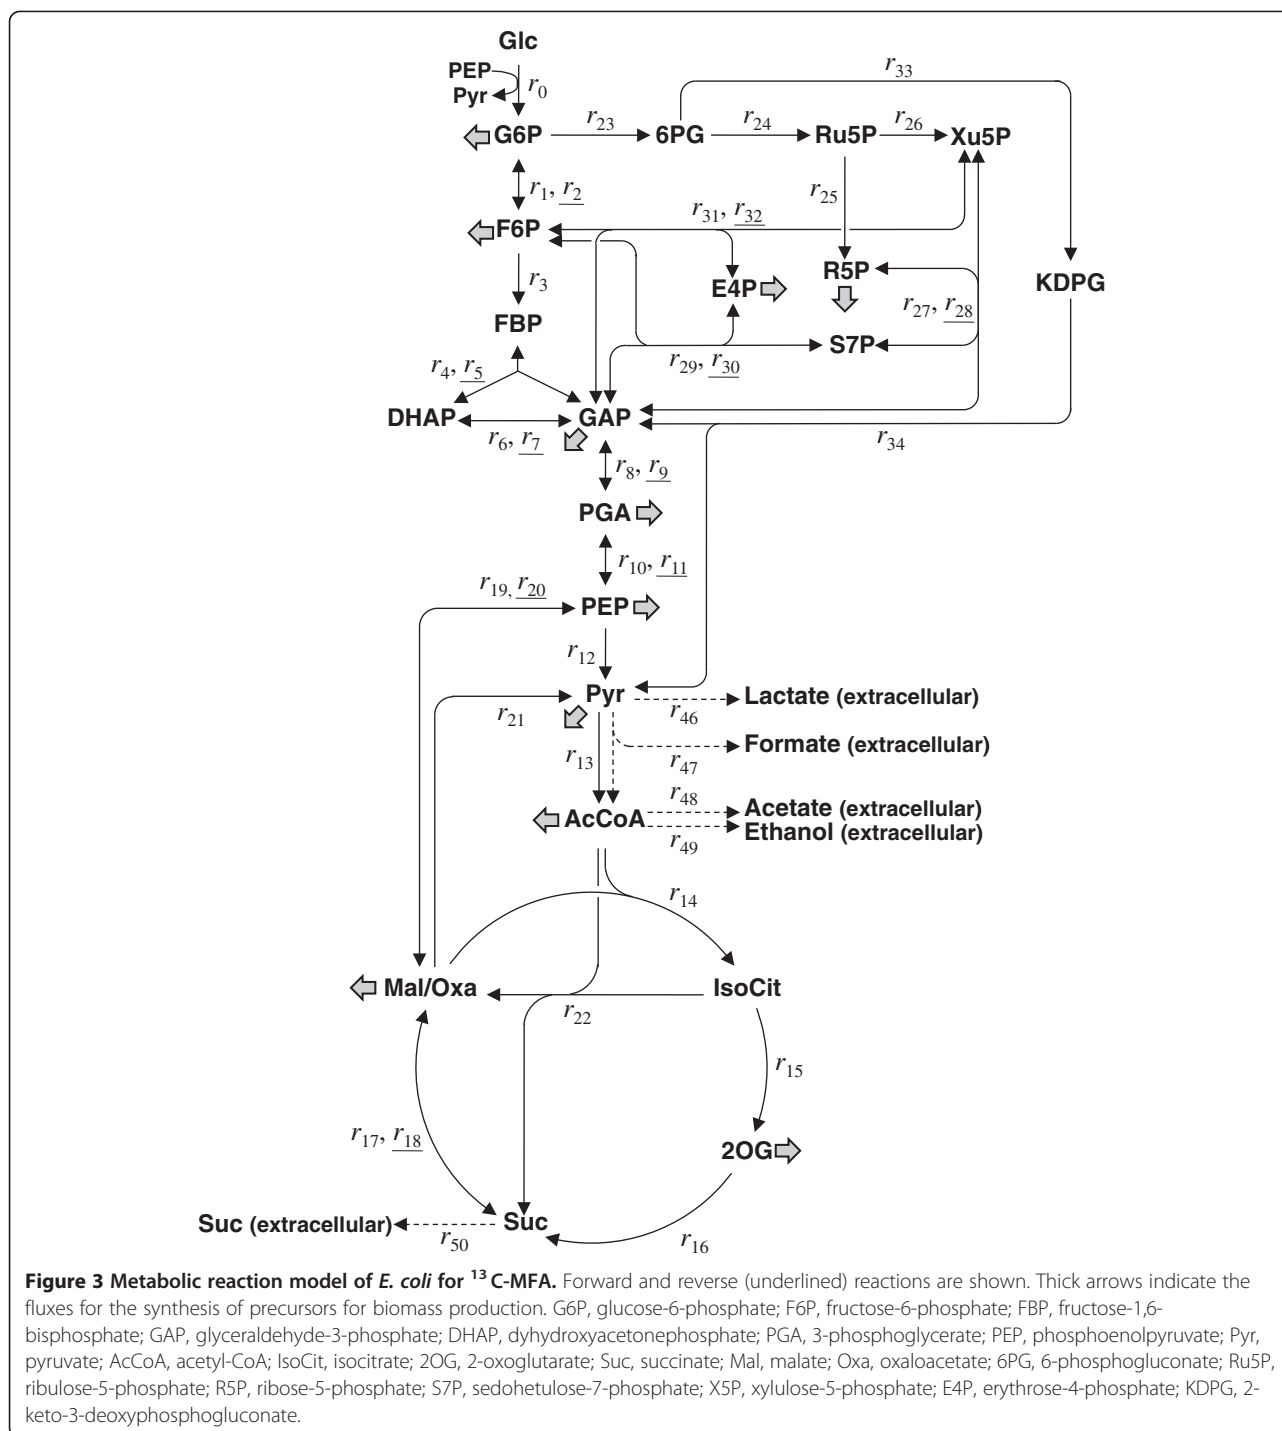 Glc
PEP
Pyr
r0
r33
G6P
r23
6PG
r24
Ru5P
r26
Xu5P
r1, r2
r25
r31, r32
F6P
R5P
E4P
KDPG
r3
r27, r28
FBP
S7P
r29, r30
r4, r5
DHAP
GAP
r6, r7
r34
r8, r9
PGA
r10, r11
r19, r20
PEP
r12
Pyr
Lactate (extracellular)
r21
r46
Formate (extracellular)
r13
r47
r48
AcCoA
Acetate (extracellular)
Ethanol (extracellular)
r49
r14
Mal/Oxa
IsoCit
r22
r15
r17, r18
2OG
Suc (extracellular)
Suc
r50
r16
Figure 3 Metabolic reaction model of E. coli for 13C-MFA. Forward and reverse (underlined) reactions are shown. Thick arrows indicate the
fluxes for the synthesis of precursors for biomass production. G6P, glucose-6-phosphate; F6P, fructose-6-phosphate; FBP, fructose-1,6-
bisphosphate; GAP, glyceraldehyde-3-phosphate; DHAP, dyhydroxyacetonephosphate; PGA, 3-phosphoglycerate; PEP, phosphoenolpyruvate; Pyr,
pyruvate; AcCoA, acetyl-CoA; IsoCit, isocitrate; 2OG, 2-oxoglutarate; Suc, succinate; Mal, malate; Oxa, oxaloacetate; 6PG, 6-phosphogluconate; Ru5P,
ribulose-5-phosphate; R5P, ribose-5-phosphate; S7P, sedohetulose-7-phosphate; X5P, xylulose-5-phosphate; E4P, erythrose-4-phosphate; KDPG, 2-
keto-3-deoxyphosphogluconate.